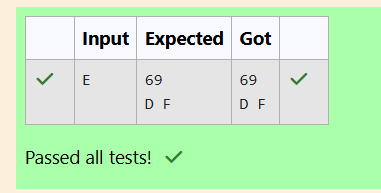 Input Expected Got
E 69 69
D F D F
Passed all tests!